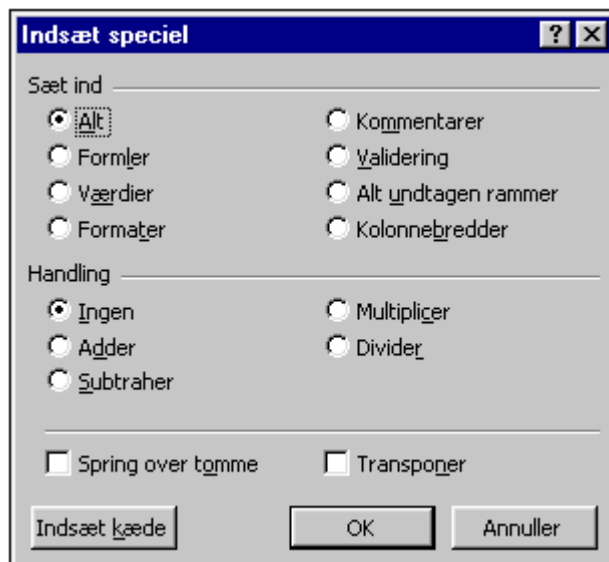 Indsæt speciel
Sæt ind
Alt
Kommentarer
Formler
Validering
Værdier
Alt undtagen rammer
Formater
Kolonnebredder
Handling
Ingen
Multiplicer
Adder
Divider
Subtraher
Spring over tomme
Transponer
Indsæt kæde
OK
Annuller